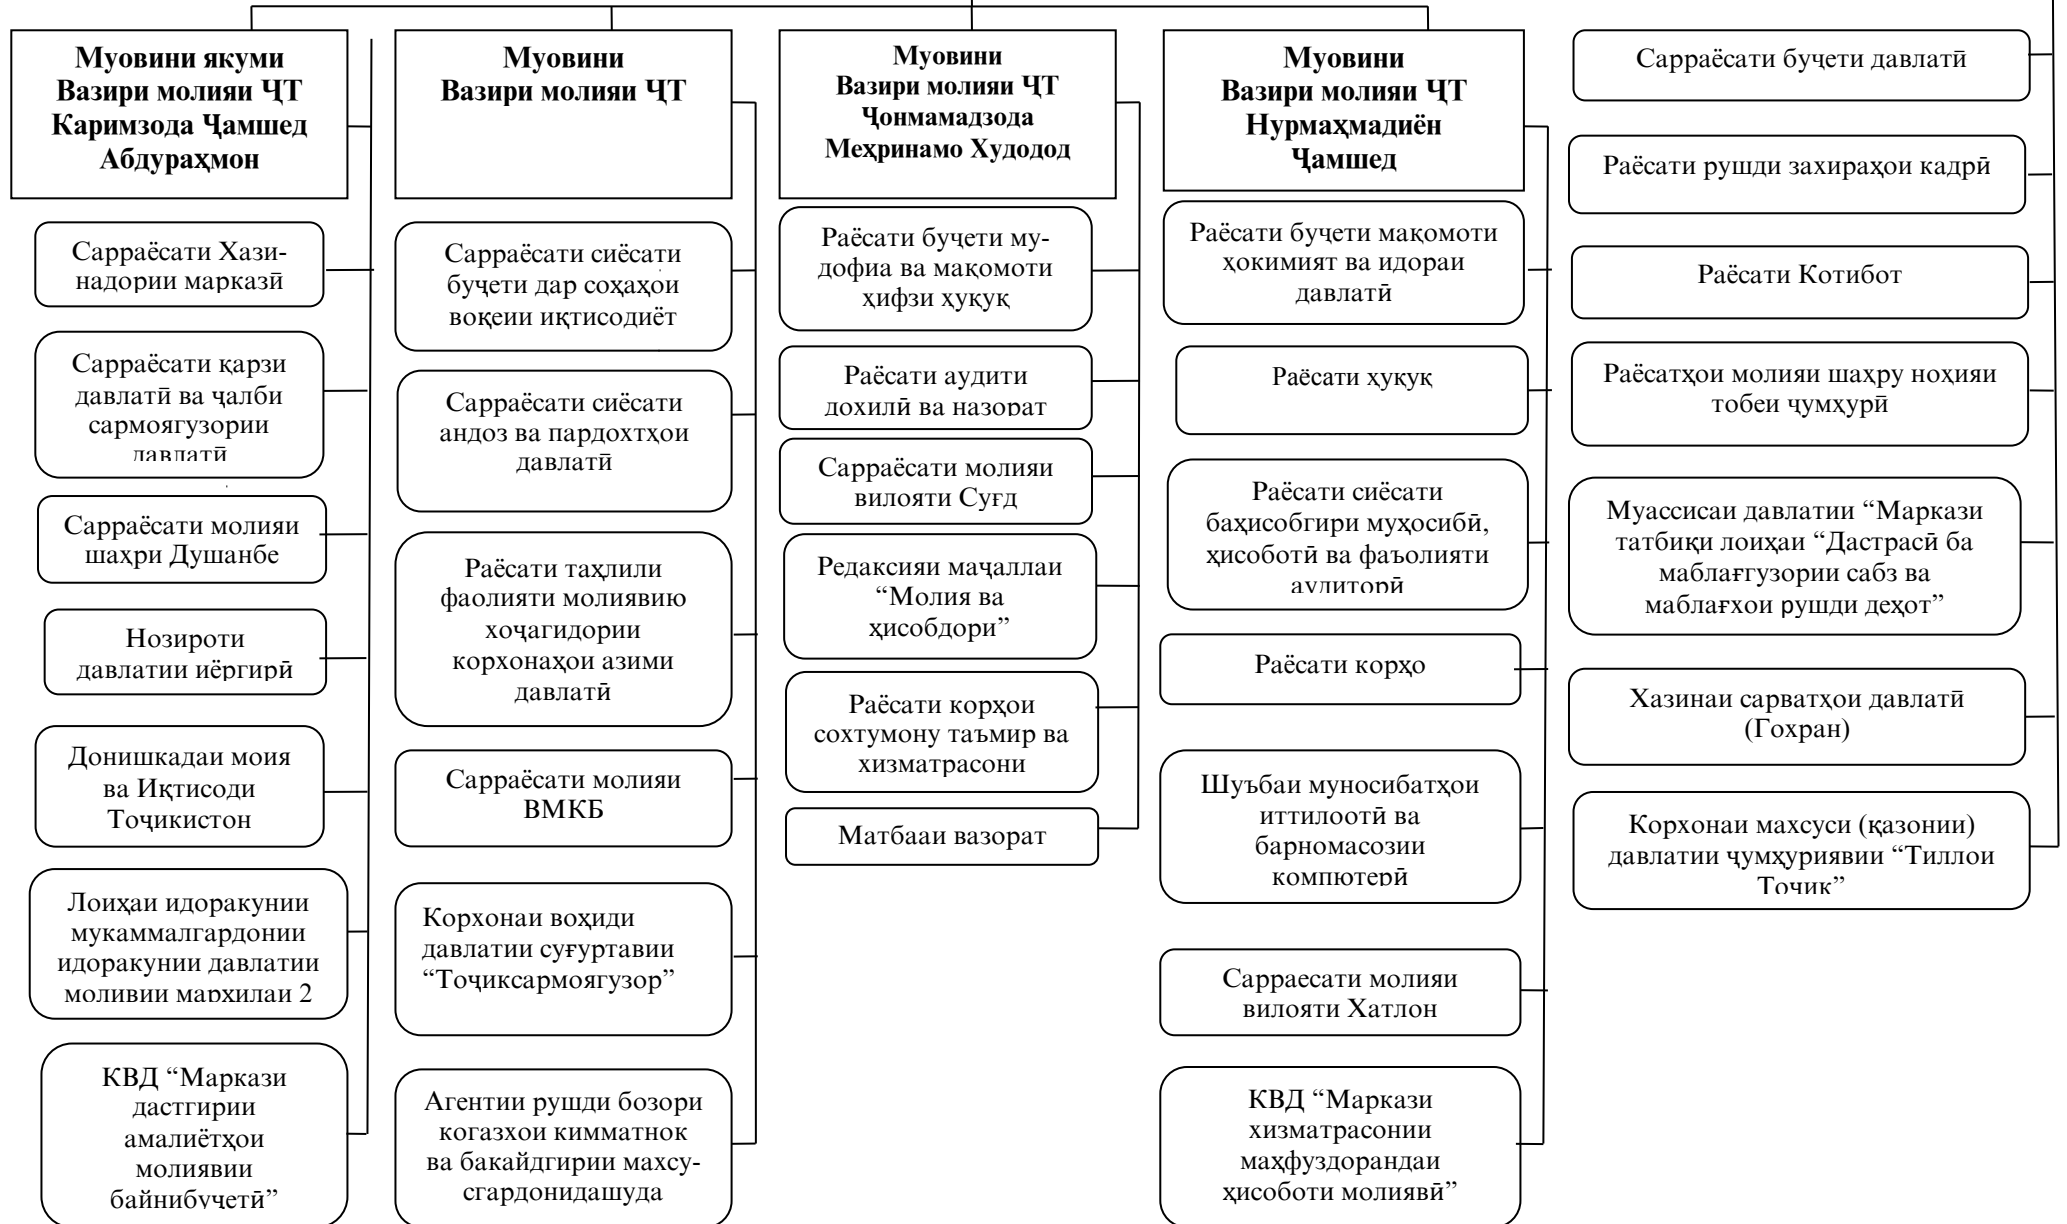 Муовини якуми
Вазири молияи ҶТ
Каримзода Ҷамшед
Абдураҳмон
Сарраёсати Хази-
надории марказӣ
Сарраёсати қарзи
давлатӣ ва ҷалби
сармоягузории
давлатӣ
Сарраёсати молияи
шаҳри Душанбе
Нозироти
давлатии иёргирӣ
Донишкадаи моия
ва Иқтисоди
Тоҷикистон
Лоиҳаи идоракунии
мукаммалгардонии
идоракунии давлатии
моливии марҳилаи 2
КВД “Маркази
дастгирии
амалиётҳои
молиявии
байнибуҷетӣ”
Муовини
Вазири молияи ҶТ
Сарраёсати сиёсати
буҷети дар соҳаҳои
воқеии иқтисодиёт
Сарраёсати сиёсати
андоз ва пардохтҳои
давлатӣ
Раёсати таҳлили
фаолияти молиявию
хоҷагидории
корхонаҳои азими
давлатӣ
Сарраёсати молияи
ВМКБ
Корхонаи воҳиди
давлатии суғуртавии
“Тоҷиксармоягузор”
Агентии рушди бозори
когазхои кимматнок
ва бакайдгирии махсу-
сгардонидашуда
Муовини
Вазири молияи ҶТ
Ҷонмамадзода
Меҳринамо Худодод
Раёсати буҷети му-
дофиа ва мақомоти
ҳифзи ҳуқуқ
Раёсати аудити
дохилӣ ва назорат
Сарраёсати молияи
вилояти Суғд
Редаксияи маҷаллаи
“Молия ва
ҳисобдори”
Раёсати корҳои
сохтумону таъмир ва
хизматрасони
Матбааи вазорат
Муовини
Вазири молияи ҶТ
Нурмаҳмадиён
Ҷамшед
Раёсати буҷети мақомоти
ҳокимият ва идораи
давлатӣ
Раёсати ҳуқуқ
Раёсати сиёсати
баҳисобгири муҳосибӣ,
ҳисоботӣ ва фаъолияти
аудиторӣ
Раёсати корҳо
Шуъбаи муносибатҳои
иттилоотӣ ва
барномасозии
компютерӣ
Сарраесати молияи
вилояти Хатлон
КВД “Маркази
хизматрасонии
маҳфуздорандаи
ҳисоботи молиявӣ”
Сарраёсати буҷети давлатӣ
Раёсати рушди захираҳои кадрӣ
Раёсати Котибот
Раёсатҳои молияи шаҳру ноҳияи
тобеи ҷумҳурӣ
Муассисаи давлатии “Маркази
татбиқи лоиҳаи “Дастрасӣ ба
маблағгузории сабз ва
маблағхои рушди деҳот”
Хазинаи сарватҳои давлатӣ
(Гохран)
Корхонаи махсуси (қазонии)
давлатии ҷумҳуриявии “Тиллои
Тоҷик”